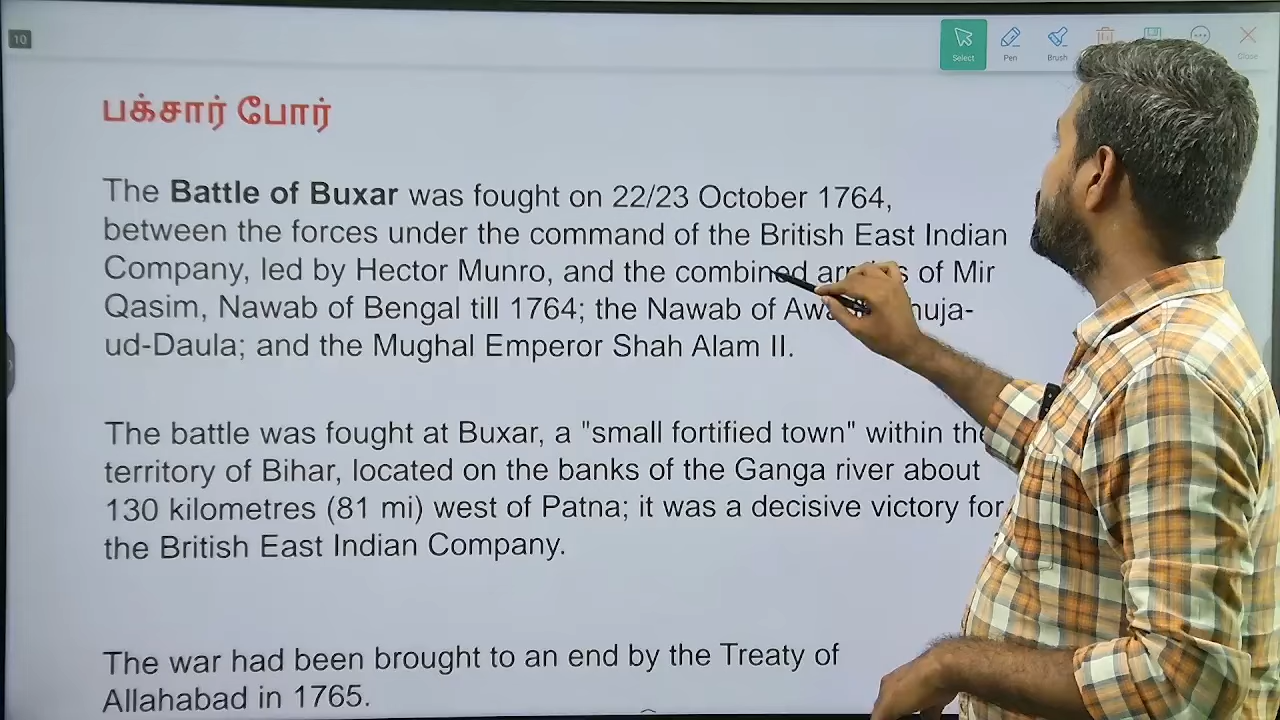 10
Select Pen Brush Close
பக்சார் போர்
The Battle of Buxar was fought on 22/23 October 1764,
between the forces under the command of the British East Indian
Company, led by Hector Munro, and the combined of Mir
Qasim, Nawab of Bengal till 1764; the Nawab of
ud-Daula; and the Mughal Emperor Shah Alam II.
The battle was fought at Buxar, a "small fortified town" within the
territory of Bihar, located on the banks of the Ganga river about
130 kilometres (81 mi) west of Patna; it was a decisive victory for
the British East Indian Company.
The war had been brought to an end by the Treaty of
Allahabad in 1765.